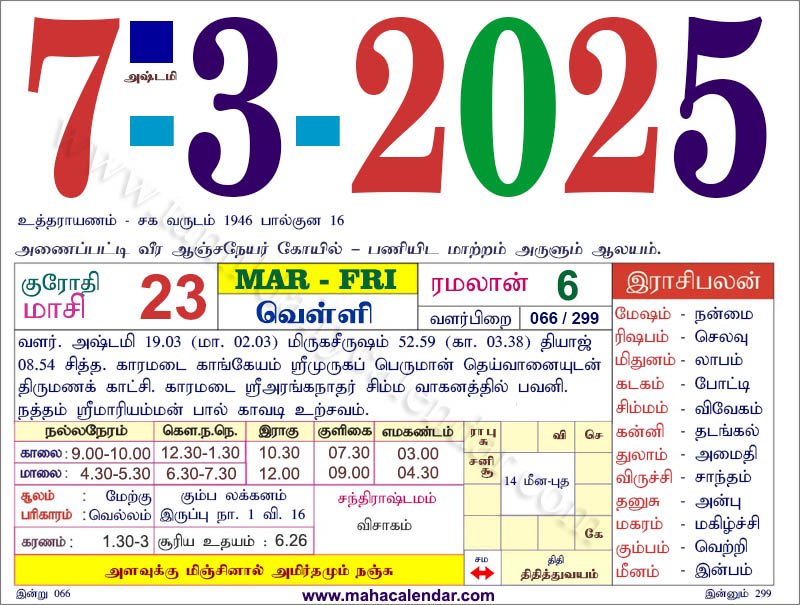 7-3-2025
அஷ்டமி
உத்தராயணம் - சக வருடம் 1946 பால்குன 16
அணைப்பட்டி வீர ஆஞ்சநேயர் கோயில் – பணியிட மாற்றம் அருளும் ஆலயம்.
குரோதி
மாசி
23
MAR - FRI
வெள்ளி
ரமலான் 6
வளர்பிறை 066 / 299
வளர். அஷ்டமி 19.03 (மா. 02.03) மிருகசீருஷம் 52.59 (கா. 03.38) தியாஜ்
08.54 சித்த. காரமடை காங்கேயம் ஸ்ரீமுருகப் பெருமான் தெய்வானையுடன்
திருமணக் காட்சி. காரமடை ஸ்ரீஅரங்கநாதர் சிம்ம வாகனத்தில் பவனி.
நத்தம் ஸ்ரீமாரியம்மன் பால் காவடி உற்சவம்.
நல்லநேரம் கௌ.ந.நெ. இராகு குளிகை எமகண்டம்
காலை: 9.00-10.00 12.30-1.30 10.30 07.30 03.00
மாலை: 4.30-5.30 6.30-7.30 12.00 09.00 04.30
சூலம் : மேற்கு
பரிகாரம் : வெல்லம்
கும்ப லக்கனம்
இருப்பு நா. 1 வி. 16
சந்திராஷ்டமம்
விசாகம்
கரணம் : 1.30-3 சூரிய உதயம் : 6.26
அளவுக்கு மிஞ்சினால் அமிர்தமும் நஞ்சு
ரா பு
சு
வி
செ
சனி
சூ
14 மீன-புத
கே
சம
திதி
திதித்துவயம்
இராசிபலன்
மேஷம் - நன்மை
ரிஷபம் - செலவு
மிதுனம் - லாபம்
கடகம் - போட்டி
சிம்மம் - விவேகம்
கன்னி - தடங்கல்
துலாம் - அமைதி
விருச்சி - சாந்தம்
தனுசு - அன்பு
மகரம் - மகிழ்ச்சி
கும்பம் - வெற்றி
மீனம் - இன்பம்
இன்று 066
www.mahacalendar.com
இன்னும் 299